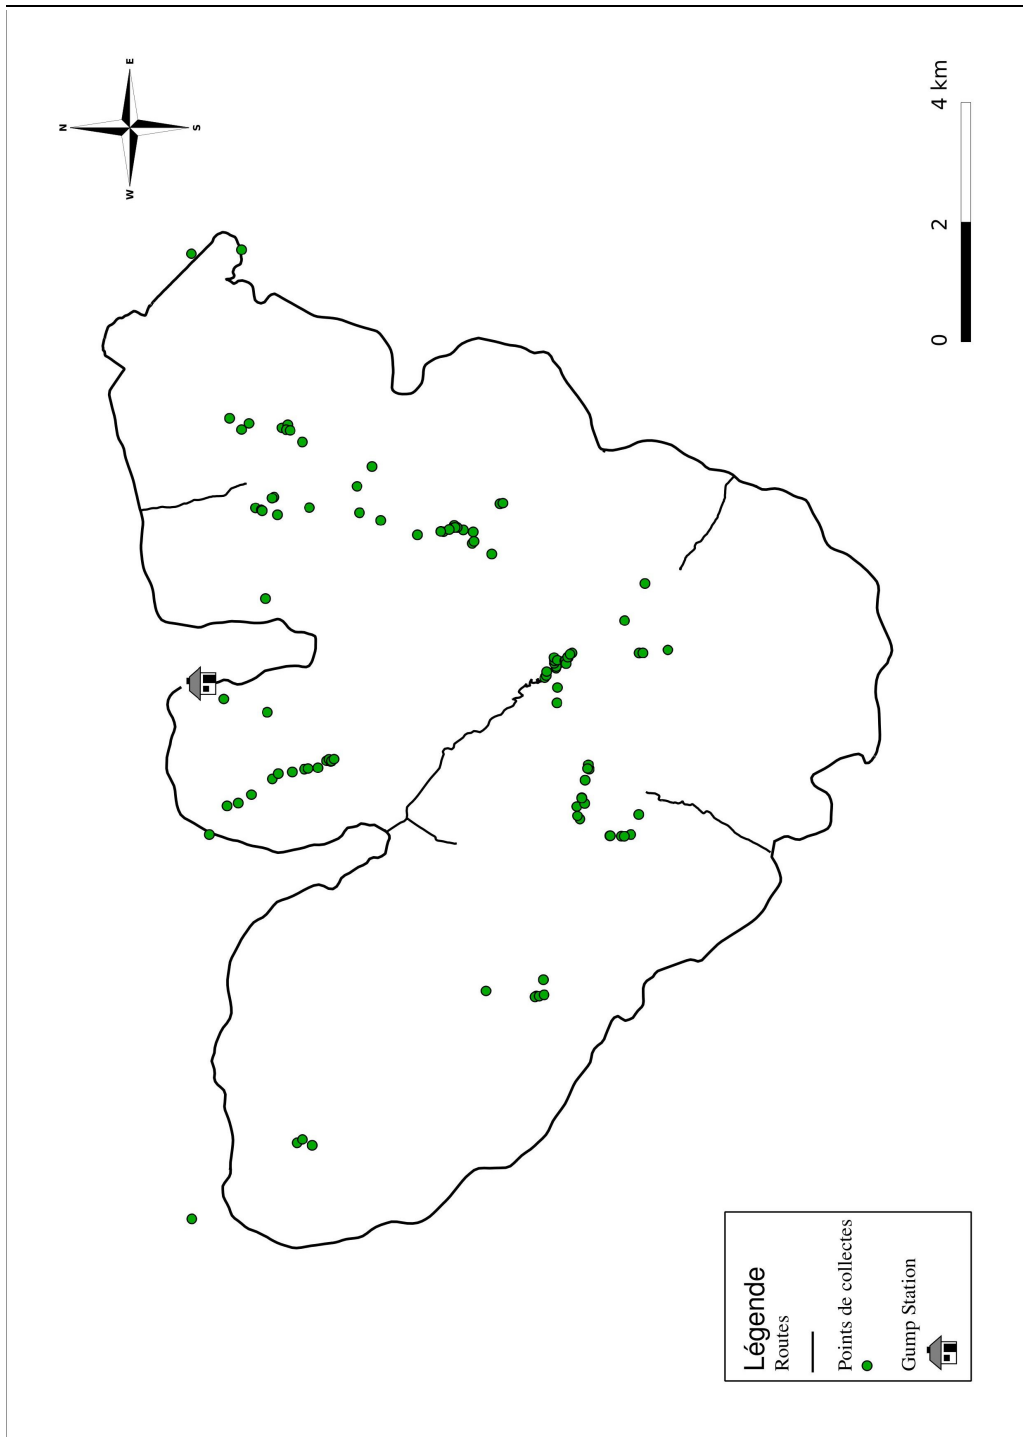 N
W
E
S
Légende
Routes
Points de collectes
Gump Station
0 2 4 km